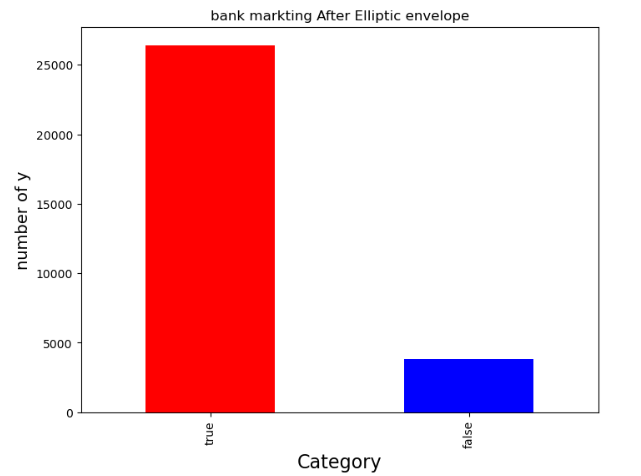 bank markting After Elliptic envelope
25000
20000
15000
10000
5000
0
number of y
true
false
Category